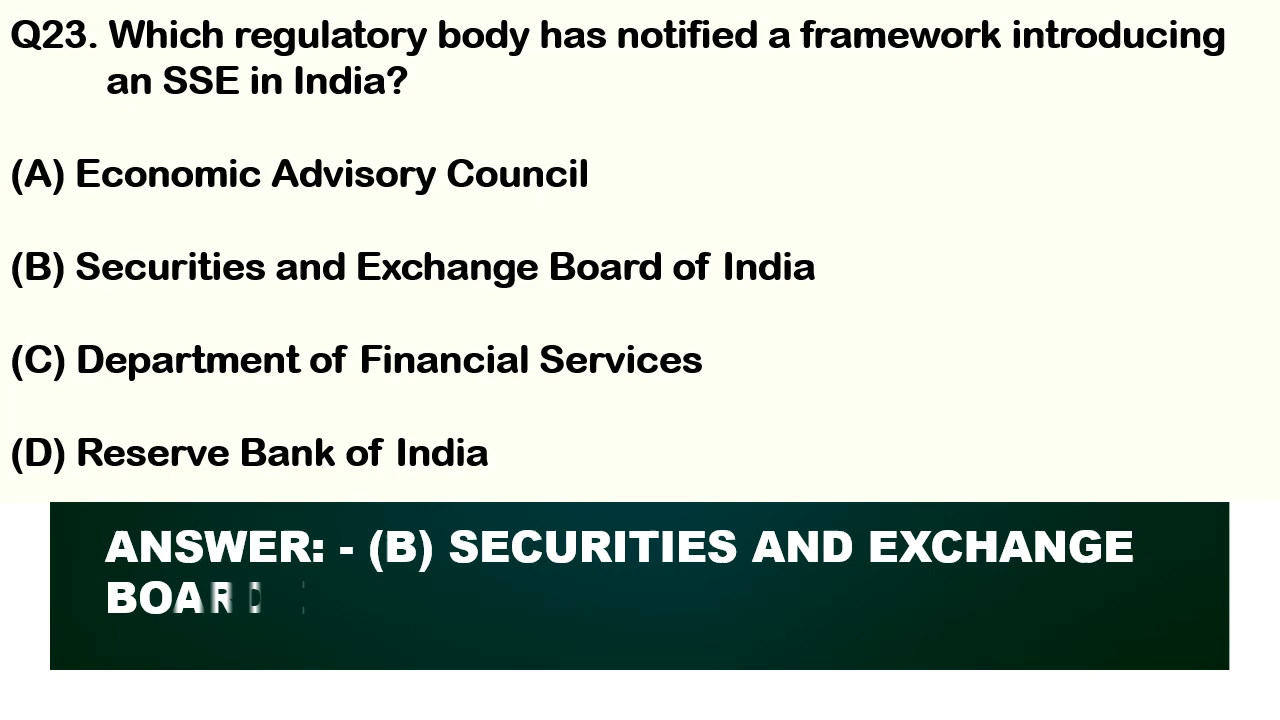 Q23. Which regulatory body has notified a framework introducing
an SSE in India?
(A) Economic Advisory Council
(B) Securities and Exchange Board of India
(C) Department of Financial Services
(D) Reserve Bank of India
ANSWER: - (B) SECURITIES AND EXCHANGE
BOARD